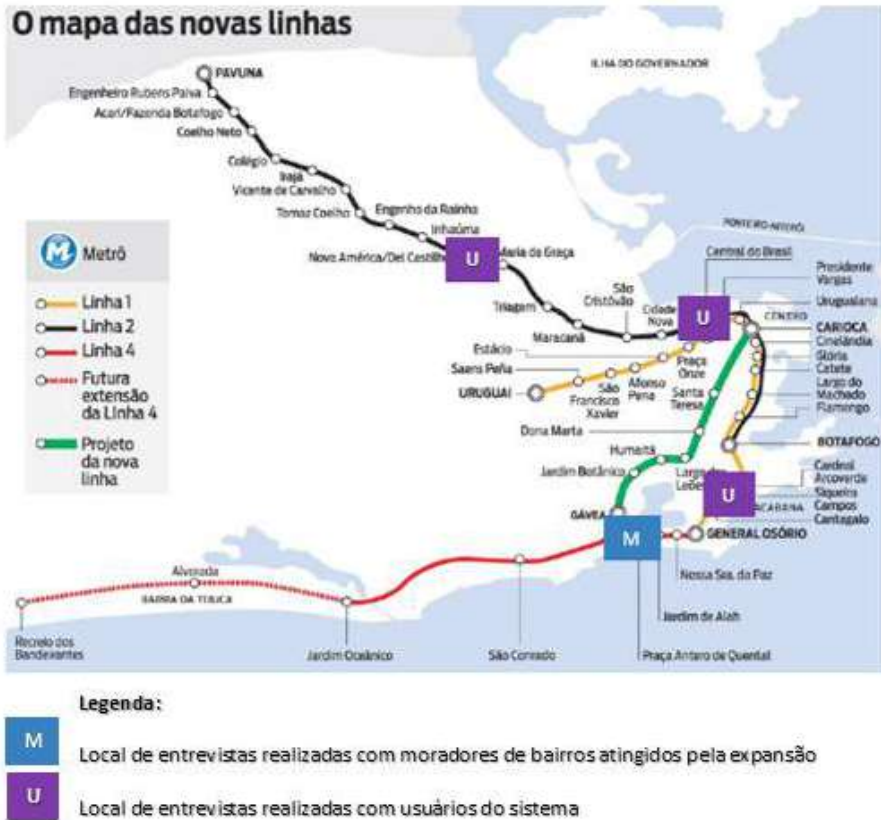 O mapa das novas linhas
ILHA DO GOVERNADOR
PAVUNA
Engenheiro Rubens Paiva
Acari/Fazenda Botafogo
Coelho Neto
Colégio
Irajá
Vicente de Carvalho
Tomaz Coelho
Engenho da Rainha
Inhaúma
Nova América/Del Castilho
U
Maria da Graça
PONTE RIO-NITERÓI
Central do Brasil
Presidente
Vargas
Uruguaiana
CENTRO
CARIOCA
Cinelândia
Glória
Catete
Largo do
Machado
Flamengo
BOTAFOGO
Cardeal
Arcoverde
Siqueira
Campos
Cantagalo
Triagem
Maracanã
São
Cristóvão
Cidade
Nova
U
Estácio
Saens Peña
URUGUAI
São
Francisco
Xavier
Afonso
Pena
Praça
Onze
Santa
Teresa
Dona Marta
Humaitá
Jardim Botânico
Largo dos
U
ACABANA
GÁVEA
M
GENERAL OSÓRIO
Nossa Sra. da Paz
Jardim de Alah
Praça Antero de Quental
São Conrado
Jardim Oceânico
Alvorada
BARRA DA TIJUCA
Recreio dos
Bandeirantes
M Metrô
Linha 1
Linha 2
Linha 4
Futura
extensão
da Linha 4
Projeto
da nova
linha
Legenda:
M
Local de entrevistas realizadas com moradores de bairros atingidos pela expansão
U
Local de entrevistas realizadas com usuários do sistema